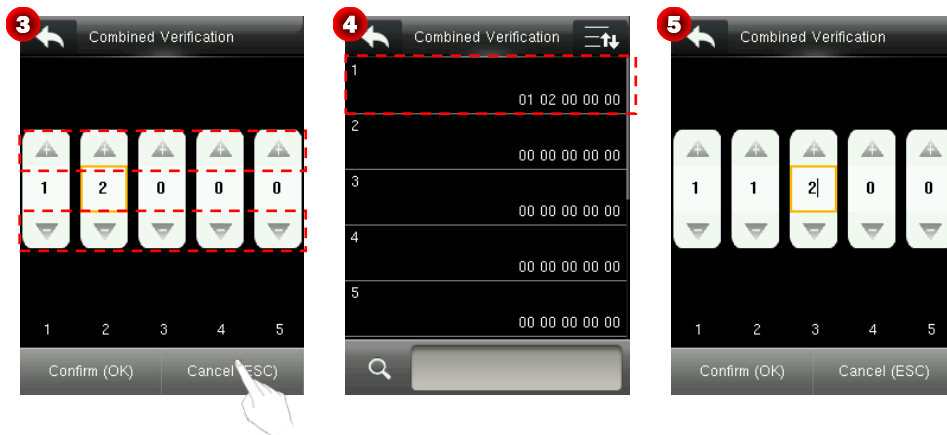 3
Combined Verification
1 2 0 0 0
1 2 3 4 5
Confirm (OK) Cancel (ESC)
4
Combined Verification
1
01 02 00 00 00
2
00 00 00 00 00
3
00 00 00 00 00
4
00 00 00 00 00
5
00 00 00 00 00
5
Combined Verification
1 1 2 0 0
1 2 3 4 5
Confirm (OK) Cancel (ESC)